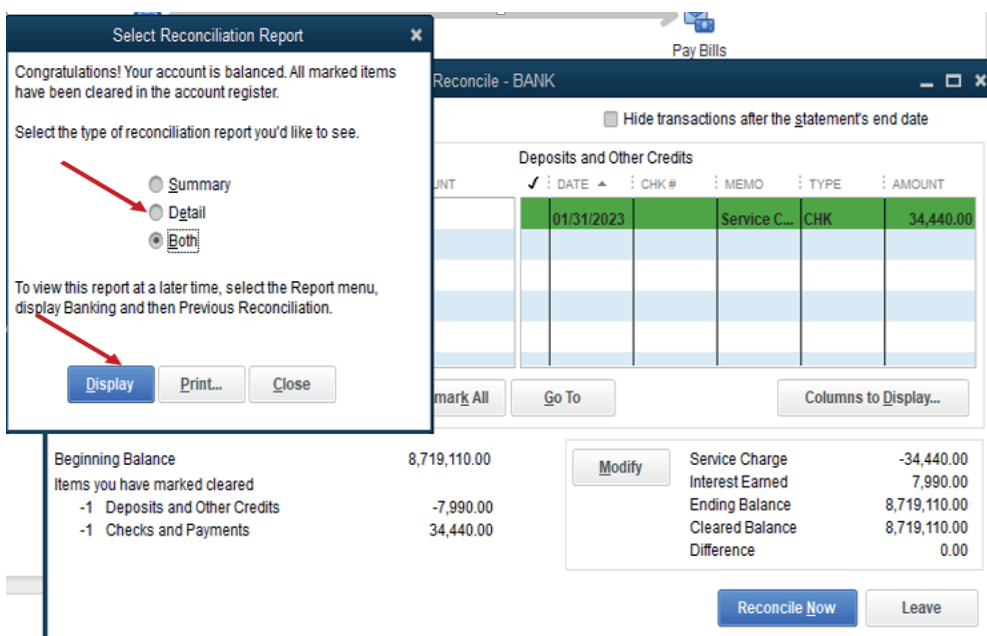 Pay Bills
Select Reconciliation Report
Congratulations! Your account is balanced. All marked items
have been cleared in the account register.
Select the type of reconciliation report you'd like to see.
Summary
Detail
Both
To view this report at a later time, select the Report menu,
display Banking and then Previous Reconciliation.
Display Print... Close
Reconcile - BANK
Hide transactions after the statement's end date
Deposits and Other Credits
UNT ✓ DATE CHK # MEMO TYPE AMOUNT
01/31/2023 Service C... CHK 34,440.00
mark All Go To Columns to Display...
Beginning Balance 8,719,110.00
Items you have marked cleared
-1 Deposits and Other Credits -7,990.00
-1 Checks and Payments 34,440.00
Modify
Service Charge -34,440.00
Interest Earned 7,990.00
Ending Balance 8,719,110.00
Cleared Balance 8,719,110.00
Difference 0.00
Reconcile Now Leave